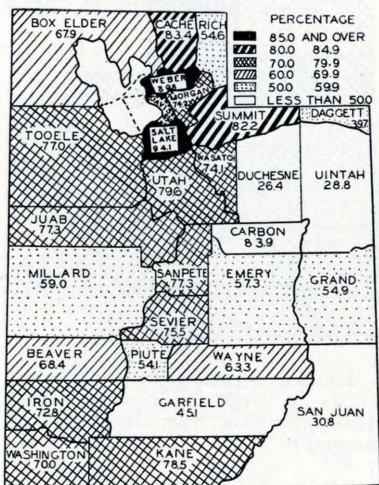 PERCENTAGE
85.0 AND OVER
80.0 84.9
70.0 79.9
60.0 69.9
50.0 59.9
LESS THAN 50.0
BOX ELDER
67.9
CACHE
83.4
RICH
54.6
WEBER
MORGAN
SUMMIT
82.2
DAGGETT
39.7
TOOELE
77.0
SALT
LAKE
94.1
WASATCH
74.1
UTAH
79.6
DUCHESNE
26.4
UINTAH
28.8
JUAB
77.3
CARBON
83.9
MILLARD
59.0
SANPETE
77.3
EMERY
57.3
GRAND
54.9
SEVIER
75.5
BEAVER
68.4
PIUTE
54.1
WAYNE
63.3
IRON
72.8
GARFIELD
45.1
SAN JUAN
30.8
WASHINGTON
70.0
KANE
78.5